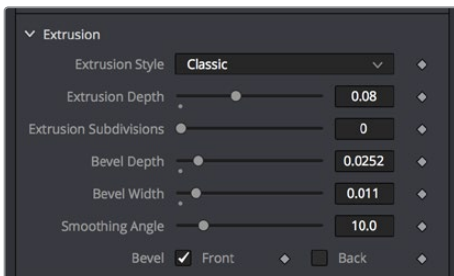 Extrusion
Extrusion Style Classic
Extrusion Depth 0.08
Extrusion Subdivisions 0
Bevel Depth 0.0252
Bevel Width 0.011
Smoothing Angle 10.0
Bevel Front Back